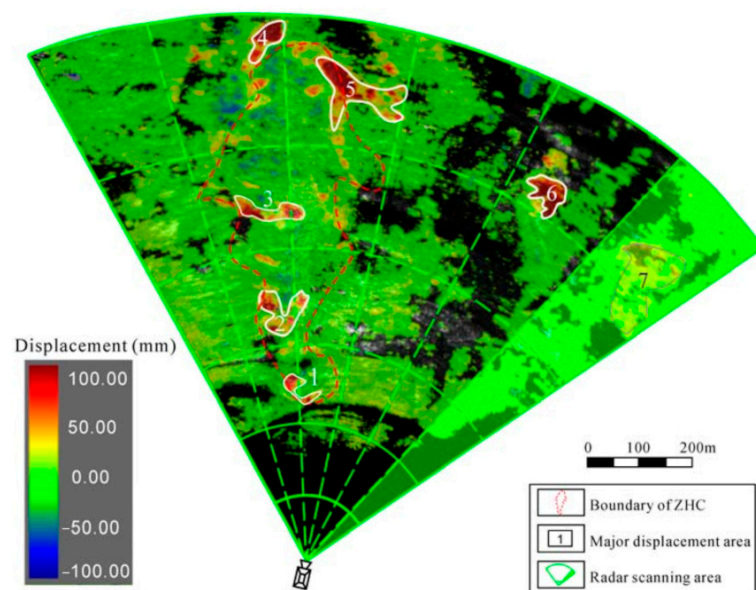 4
5
3
6
7
1
Displacement (mm)
100.00
50.00
0.00
-50.00
-100.00
0 100 200m
Boundary of ZHC
1 Major displacement area
Radar scanning area